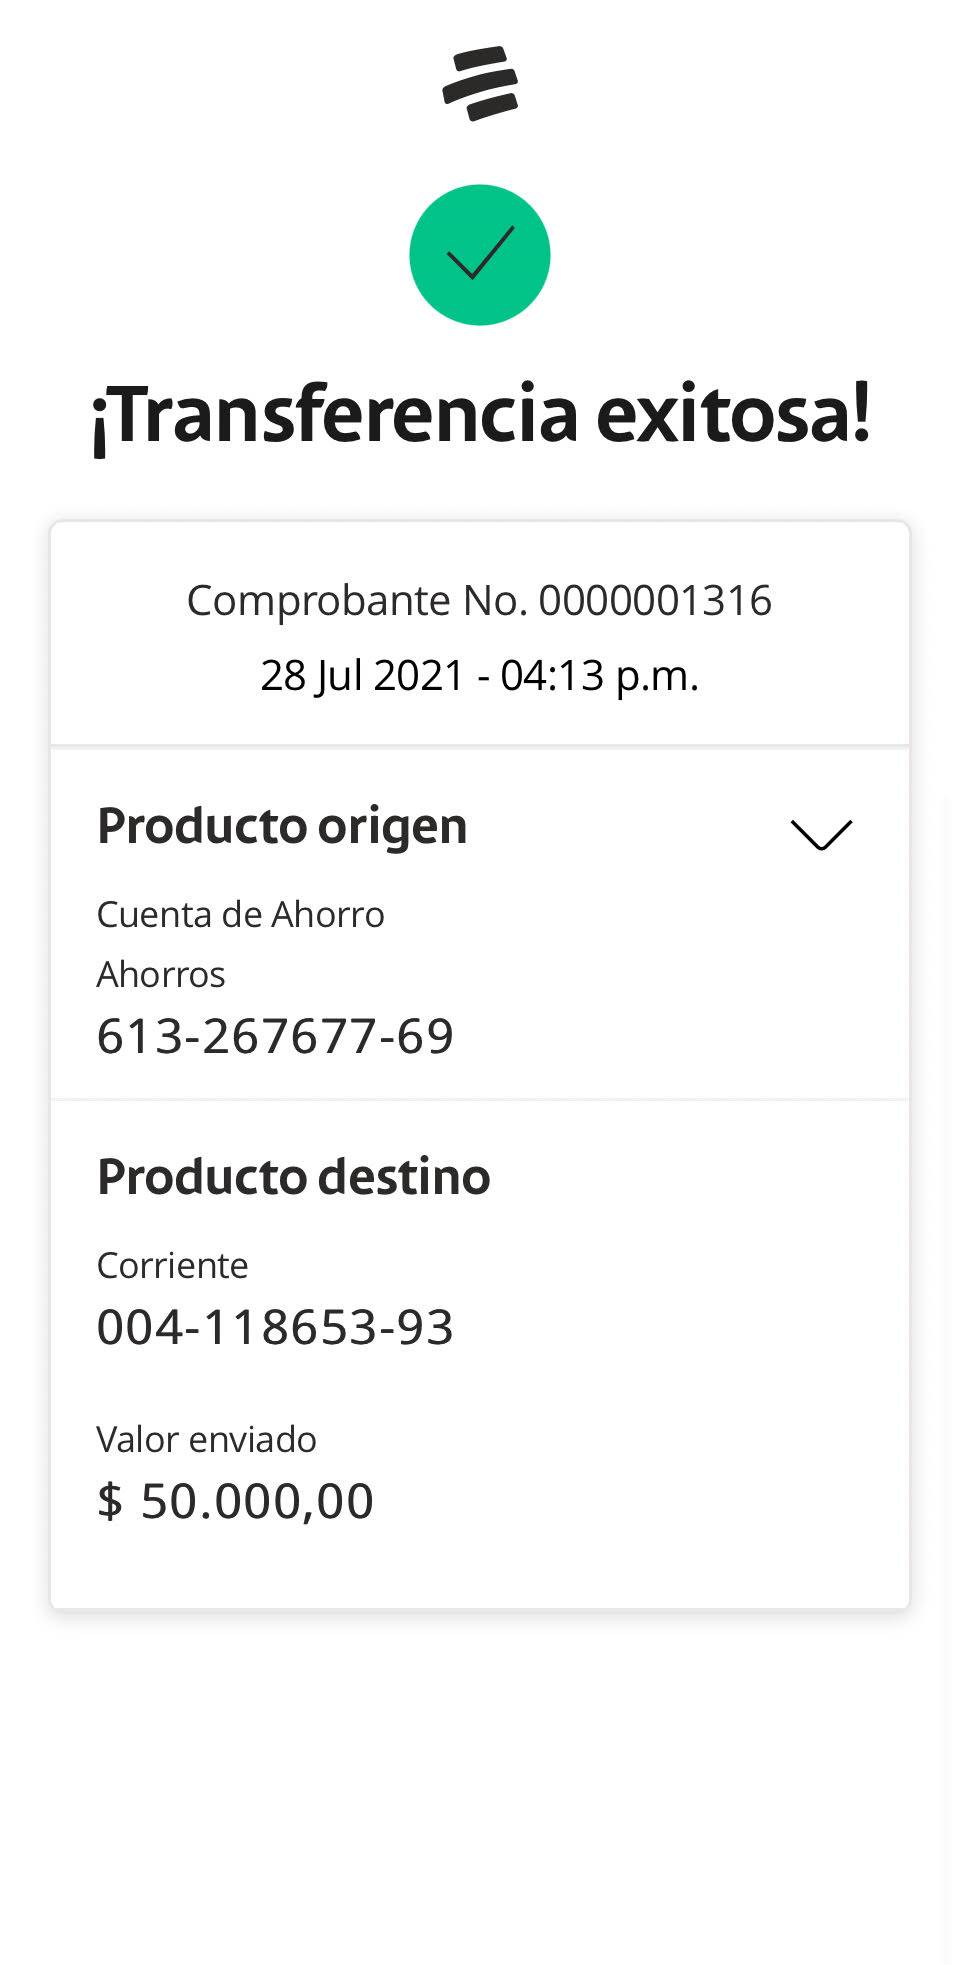 ¡Transferencia exitosa!
Comprobante No. 0000001316
28 Jul 2021 - 04:13 p.m.
Producto origen
Cuenta de Ahorro
Ahorros
613-267677-69
Producto destino
Corriente
004-118653-93
Valor enviado
$ 50.000,00